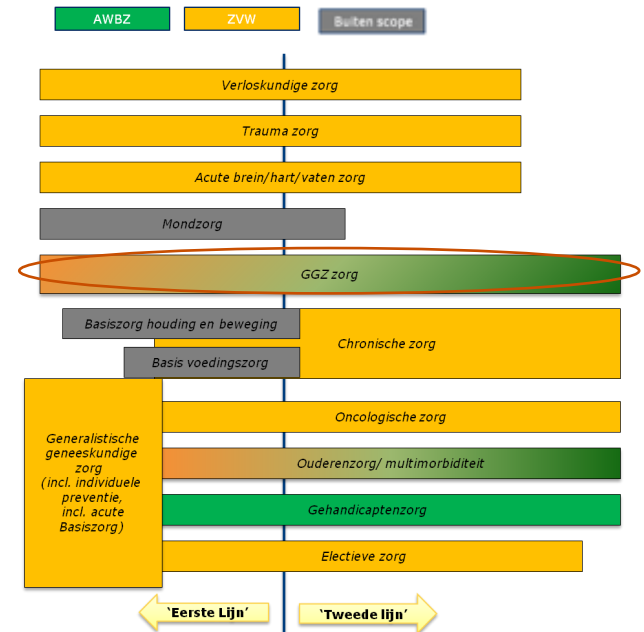 AWBZ
ZVW
Buiten scope
Verloskundige zorg
Trauma zorg
Acute brein/hart/vaten zorg
Mondzorg
GGZ zorg
Basiszorg houding en beweging
Chronische zorg
Basis voedingszorg
Oncologische zorg
Generalistische
geneeskundige
zorg
(incl. individuele
preventie,
incl. acute
Basiszorg)
Ouderenzorg/ multimorbiditeit
Gehandicaptenzorg
Electieve zorg
‘Eerste Lijn’
‘Tweede lijn’